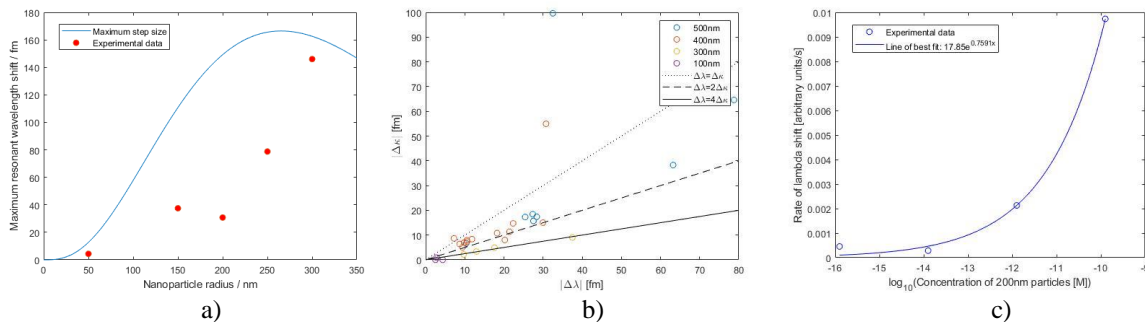 Maximum resonant wavelength shift / fm
180
160
140
120
100
80
60
40
20
0
Maximum step size
Experimental data
0 50 100 150 200 250 300 350
Nanoparticle radius / nm
a)
|Δκ| [fm]
100
90
80
70
60
50
40
30
20
10
0
500nm
400nm
300nm
100nm
Δλ=Δκ
Δλ=2Δκ
Δλ=4Δκ
0 10 20 30 40 50 60 70 80
|Δλ| [fm]
b)
Rate of lambda shift [arbitrary units/s]
0.01
0.009
0.008
0.007
0.006
0.005
0.004
0.003
0.002
0.001
0
Experimental data
Line of best fit: 17.85e^0.7591x
-16 -15 -14 -13 -12 -11 -10 -9
log₁₀(Concentration of 200nm particles [M])
c)